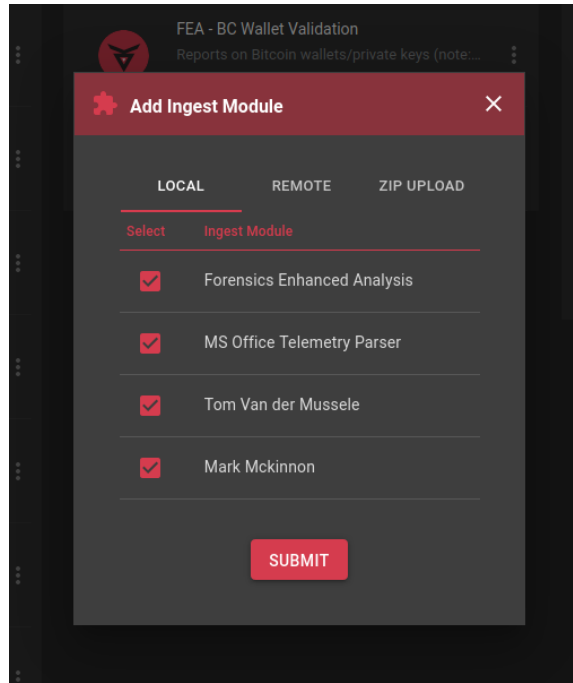 FEA - BC Wallet Validation
Reports on Bitcoin wallets/private keys (note:...
Add Ingest Module
LOCAL REMOTE ZIP UPLOAD
Select Ingest Module
Forensics Enhanced Analysis
MS Office Telemetry Parser
Tom Van der Mussele
Mark Mckinnon
SUBMIT